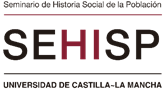 Seminario de Historia Social de la Población
SEHISP
UNIVERSIDAD DE CASTILLA-LA MANCHA